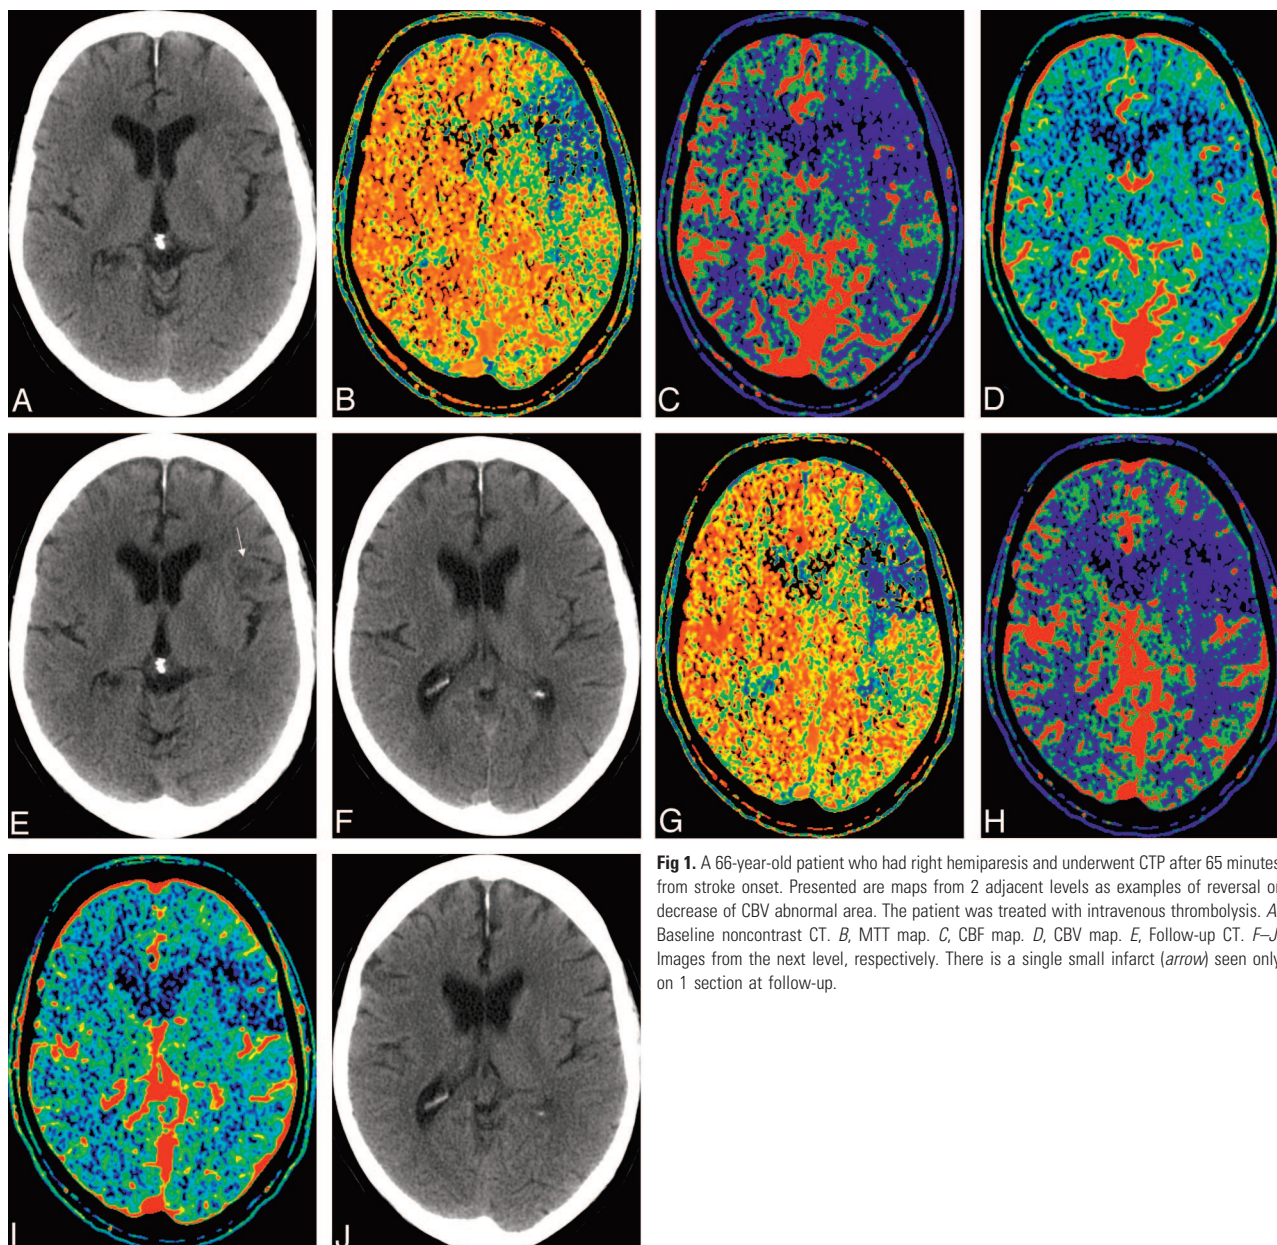 A
B
C
D
E
F
G
H
I
J
Fig 1. A 66-year-old patient who had right hemiparesis and underwent CTP after 65 minutes
from stroke onset. Presented are maps from 2 adjacent levels as examples of reversal or
decrease of CBV abnormal area. The patient was treated with intravenous thrombolysis. A,
Baseline noncontrast CT. B, MTT map. C, CBF map. D, CBV map. E, Follow-up CT. F–J,
Images from the next level, respectively. There is a single small infarct (arrow) seen only
on 1 section at follow-up.